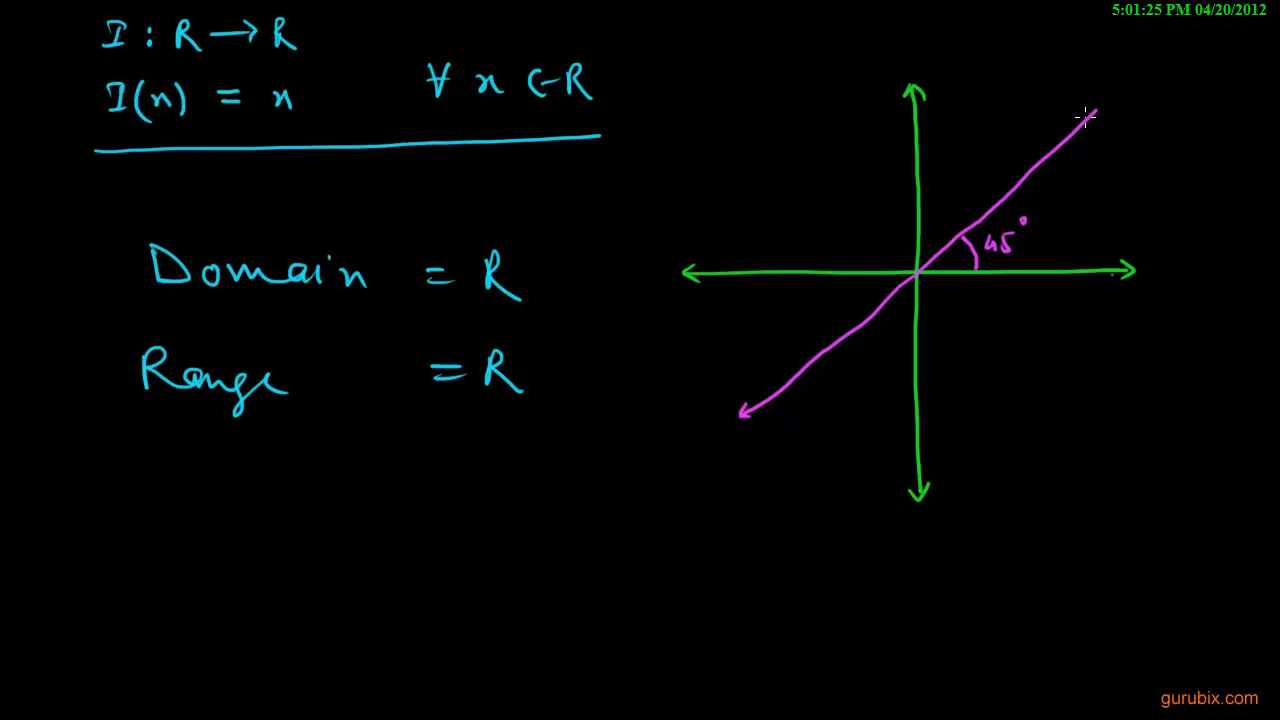 5:01:25 PM 04/20/2012
I : R → R
I(x) = x ∀ x ∈ R
Domain = R
Range = R
45°
gurubix.com